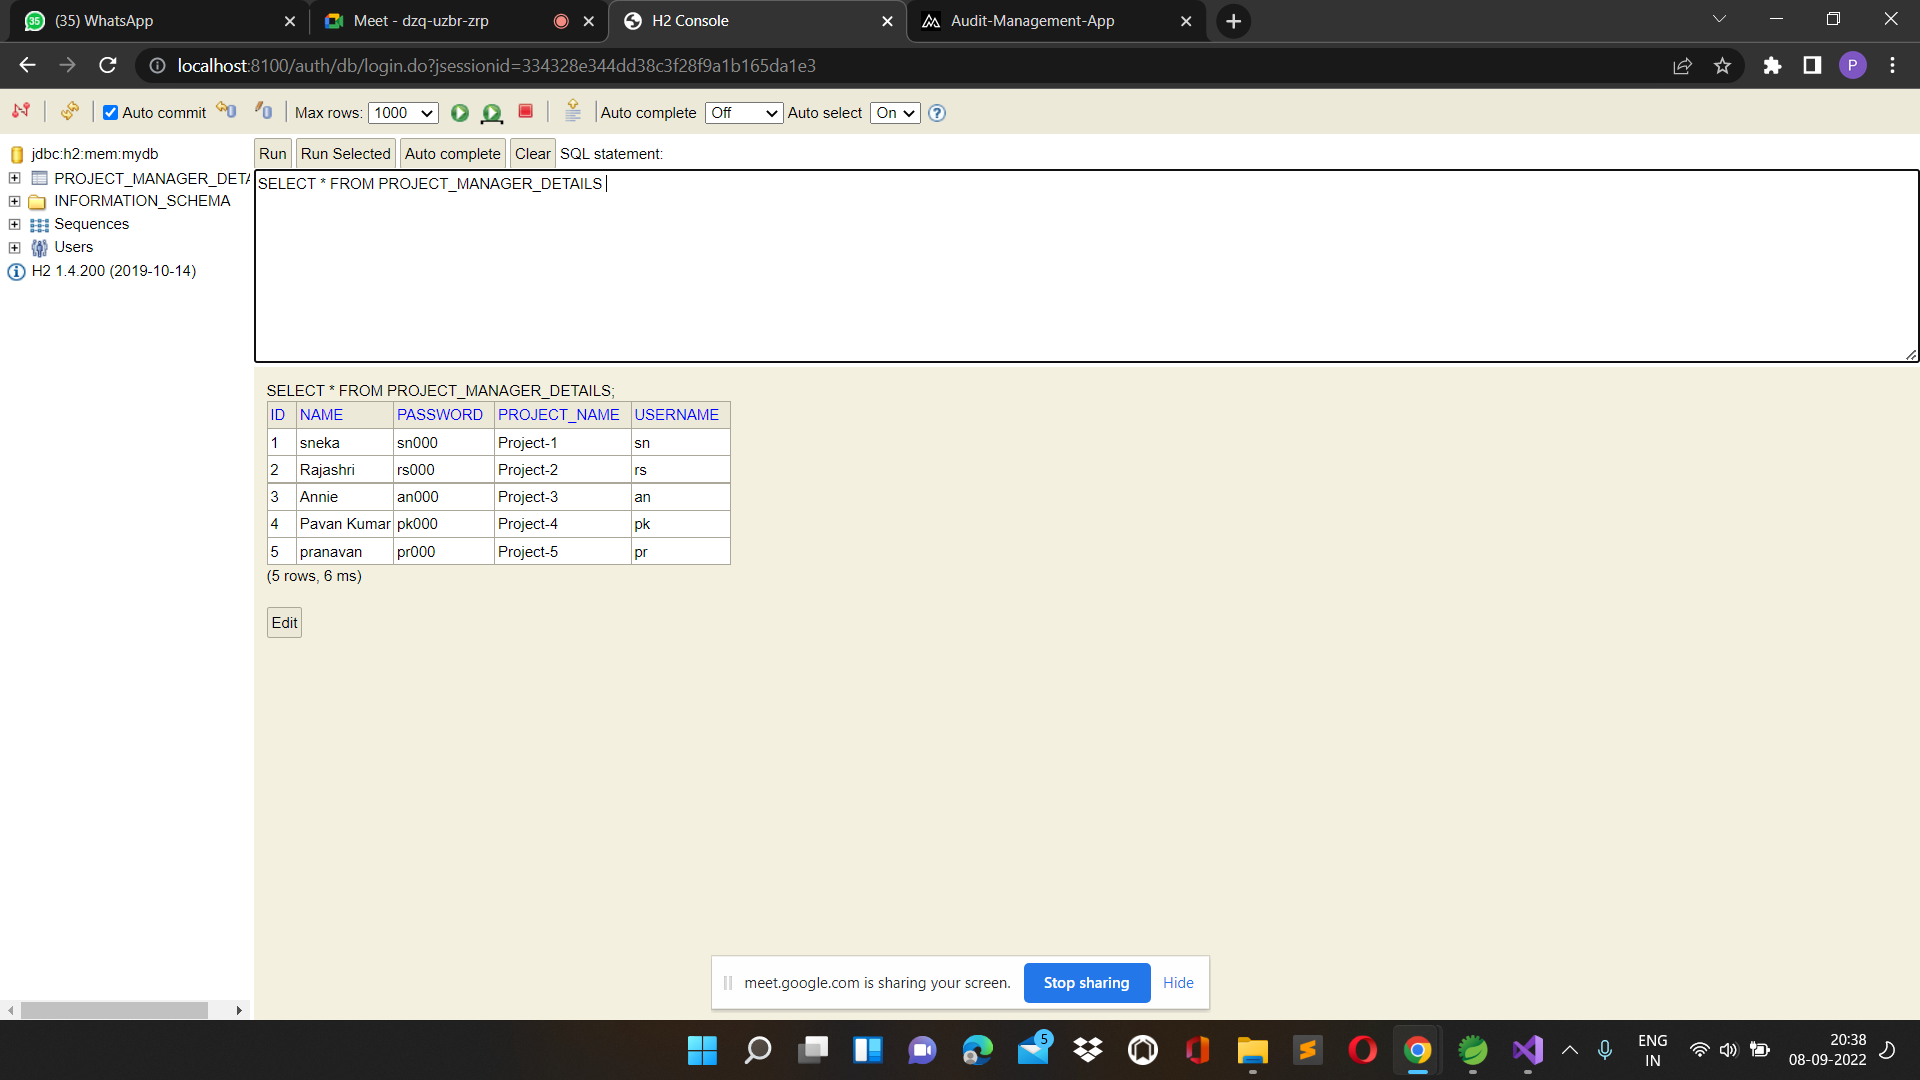 (35) WhatsApp
Meet - dzq-uzbr-zrp
H2 Console
Audit-Management-App
localhost:8100/auth/db/login.do?jsessionid=334328e344dd38c3f28f9a1b165da1e3
P
Auto commit
Max rows: 1000
Auto complete Off
Auto select On
jdbc:h2:mem:mydb
PROJECT_MANAGER_DETA
INFORMATION_SCHEMA
Sequences
Users
H2 1.4.200 (2019-10-14)
Run Run Selected Auto complete Clear SQL statement:
SELECT * FROM PROJECT_MANAGER_DETAILS
SELECT * FROM PROJECT_MANAGER_DETAILS;
ID NAME PASSWORD PROJECT_NAME USERNAME
1 sneka sn000 Project-1 sn
2 Rajashri rs000 Project-2 rs
3 Annie an000 Project-3 an
4 Pavan Kumar pk000 Project-4 pk
5 pranavan pr000 Project-5 pr
(5 rows, 6 ms)
Edit
meet.google.com is sharing your screen. Stop sharing Hide
5
ENG
IN
20:38
08-09-2022